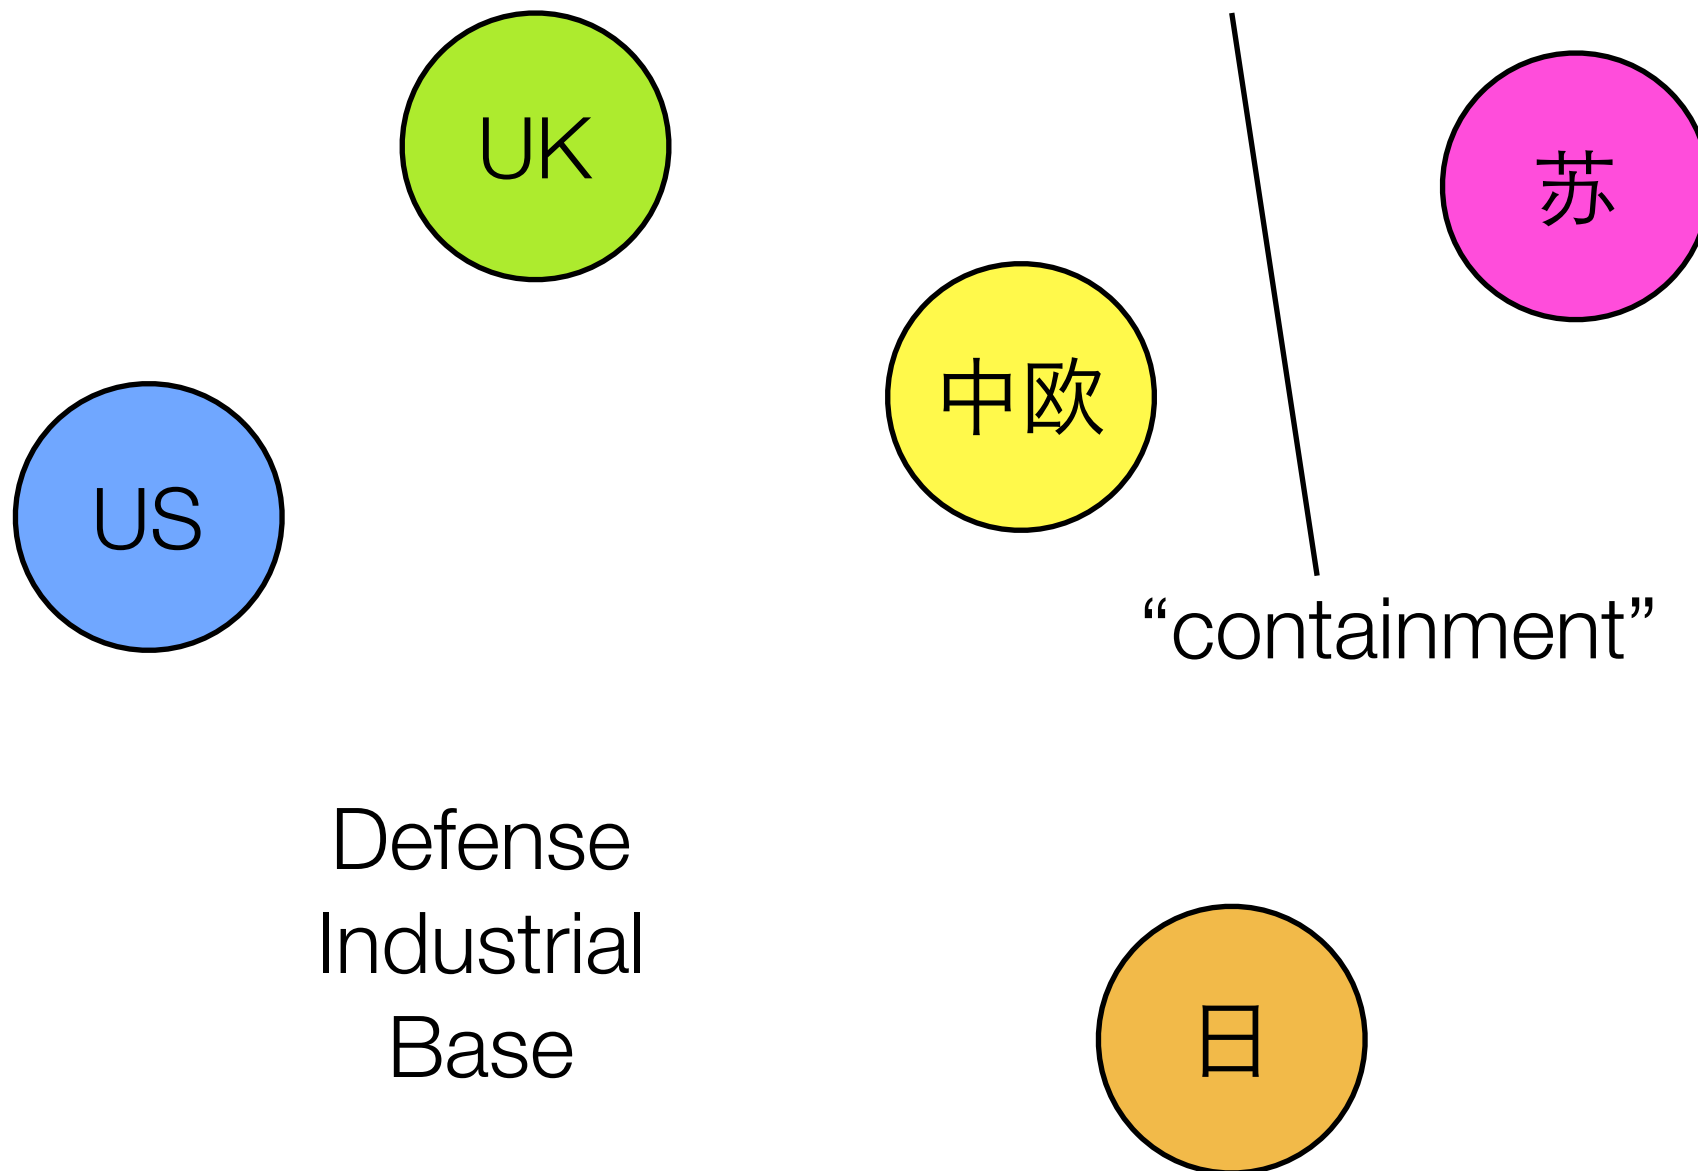 UK
苏
中欧
US
“containment”
Defense
Industrial
Base
日